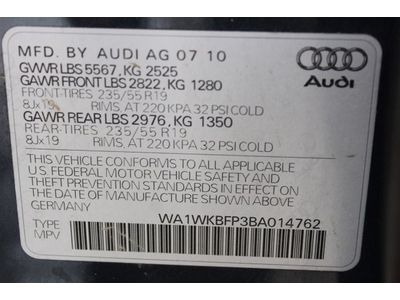 MFD. BY AUDI AG 07 10
GVWR LBS 5567, KG 2525
GAWR FRONT LBS 2822, KG 1280
FRONT-TIRES 235/55 R19
8Jx19 RIMS, AT 220 KPA 32 PSI COLD
GAWR REAR LBS 2976, KG 1350
REAR-TIRES 235/55 R19
8Jx19 RIMS, AT 220 KPA 32 PSI COLD
Audi
THIS VEHICLE CONFORMS TO ALL APPLICABLE
U.S. FEDERAL MOTOR VEHICLE SAFETY AND
THEFT PREVENTION STANDARDS IN EFFECT ON
THE DATE OF MANUFACTURE SHOWN ABOVE.
GERMANY
WA1WKBFP3BA014762
TYPE
MPV